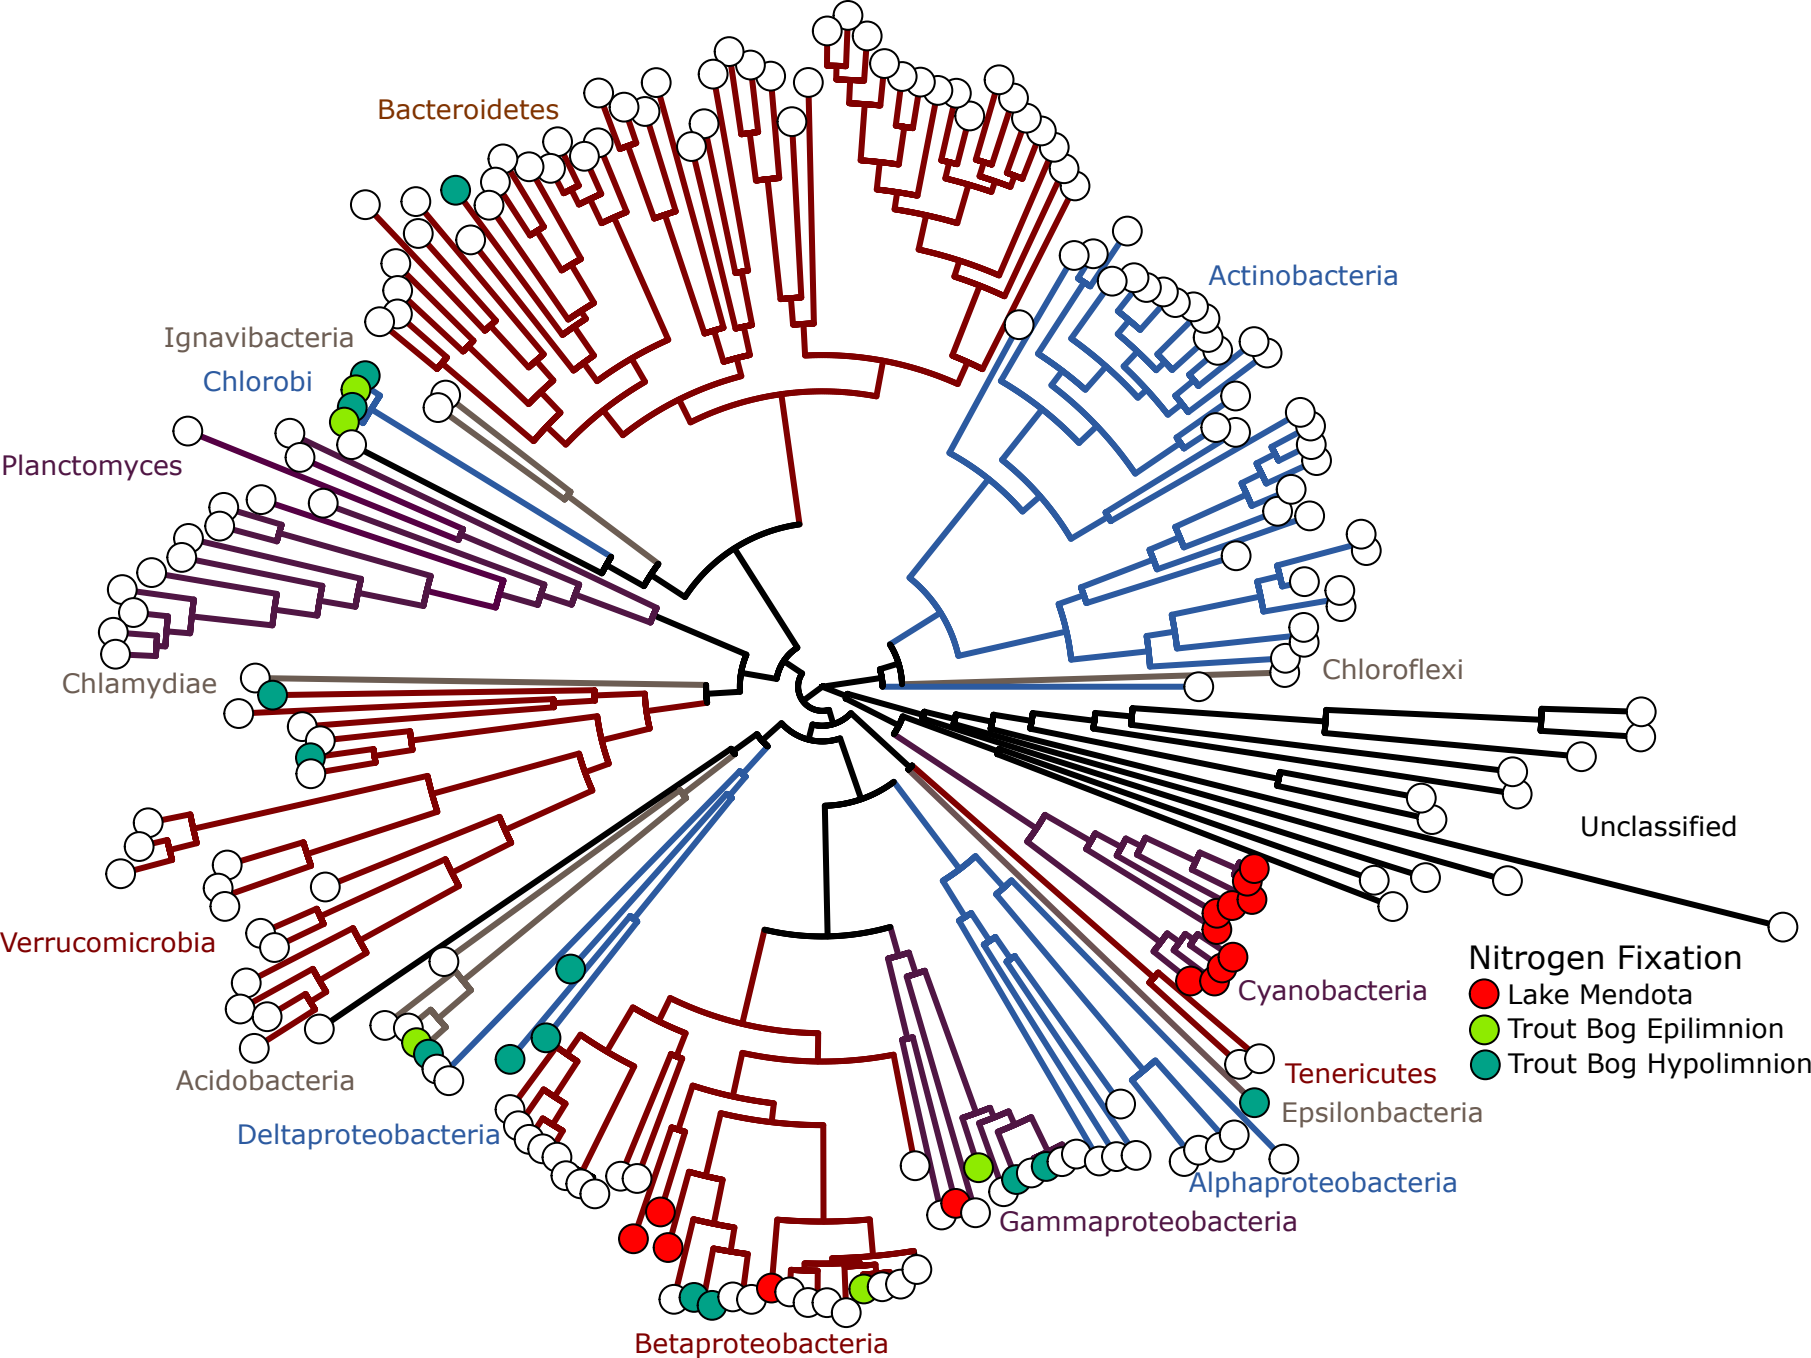 Bacteroidetes
Actinobacteria
Ignavibacteria
Chlorobi
Planctomyces
Chlamydiae
Chloroflexi
Unclassified
Verrucomicrobia
Nitrogen Fixation
Lake Mendota
Trout Bog Epilimnion
Trout Bog Hypolimnion
Cyanobacteria
Tenericutes
Epsilonbacteria
Acidobacteria
Deltaproteobacteria
Alphaproteobacteria
Gammaproteobacteria
Betaproteobacteria